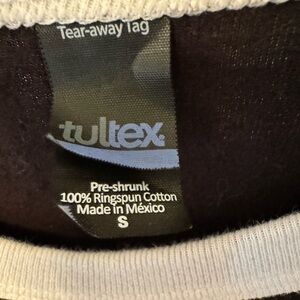 Tear-away Tag
tultex®
Pre-shrunk
100% Ringspun Cotton
Made in México
S